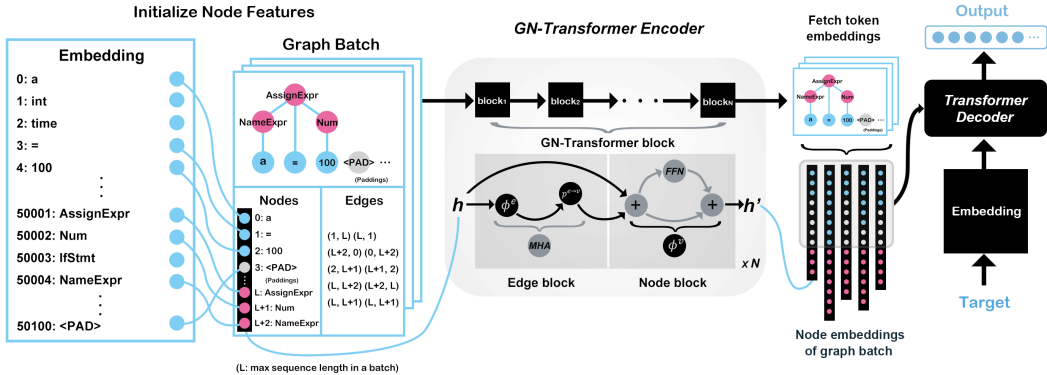 Initialize Node Features
Embedding
0: a
1: int
2: time
3: =
4: 100
50001: AssignExpr
50002: Num
50003: IfStmt
50004: NameExpr
50100: <PAD>
Graph Batch
AssignExpr
NameExpr
Num
a
=
100
<PAD> ...
(Paddings)
Nodes
0: a
1: =
2: 100
3: <PAD>
(Paddings)
L: AssignExpr
L+1: Num
L+2: NameExpr
Edges
(1, L) (L, 1)
(L+2, 0) (0, L+2)
(2, L+1) (L+1, 2)
(L, L+2) (L+2, L)
(L, L+1) (L, L+1)
(L: max sequence length in a batch)
GN-Transformer Encoder
block₁
block₂
blockN
GN-Transformer block
h
ϕᵉ
ρᵉ→ᵛ
MHA
+
FFN
+
ϕᵛ
h'
x N
Edge block
Node block
Fetch token
embeddings
AssignExpr
NameExpr
Num
a
=
100
<PAD> ...
(Paddings)
Node embeddings
of graph batch
Output
...
Transformer
Decoder
Embedding
Target